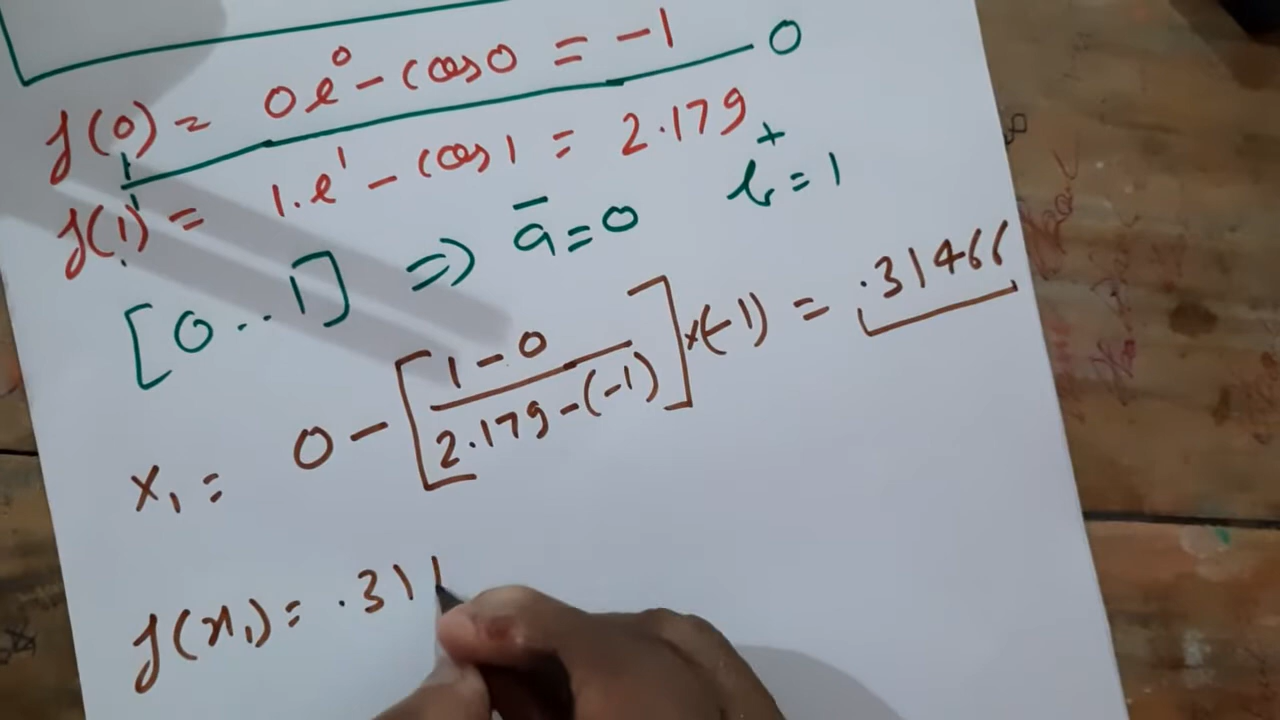 f(0) = 0e⁰ - cos0 = -1 0
f(1) = 1.e¹ - cos1 = 2.179 +
[0..1] ⇒ a = 0 b = 1
x₁ = 0 - [1-0 / 2.179-(-1)] x(-1) = .31466
f(x₁) = .31